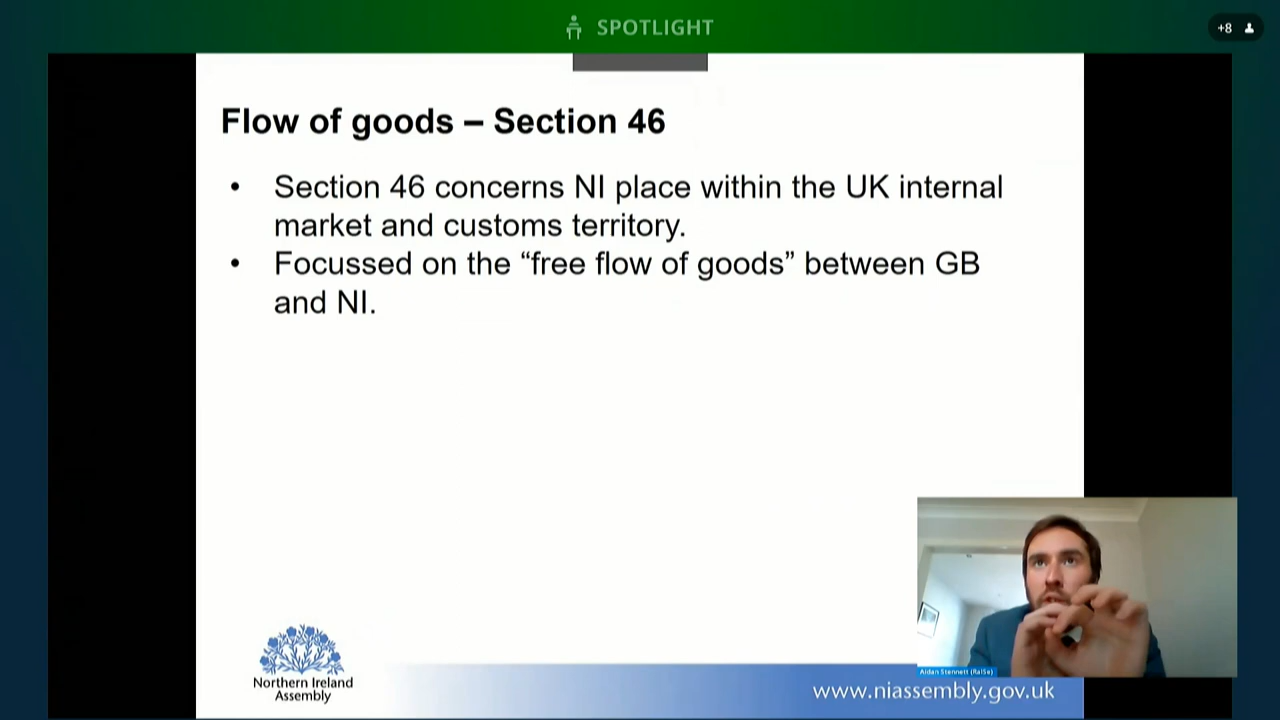 SPOTLIGHT
+8
Flow of goods – Section 46
• Section 46 concerns NI place within the UK internal
market and customs territory.
• Focussed on the “free flow of goods” between GB
and NI.
Aidan Stennett (RaISe)
Northern Ireland
Assembly
www.niassembly.gov.uk